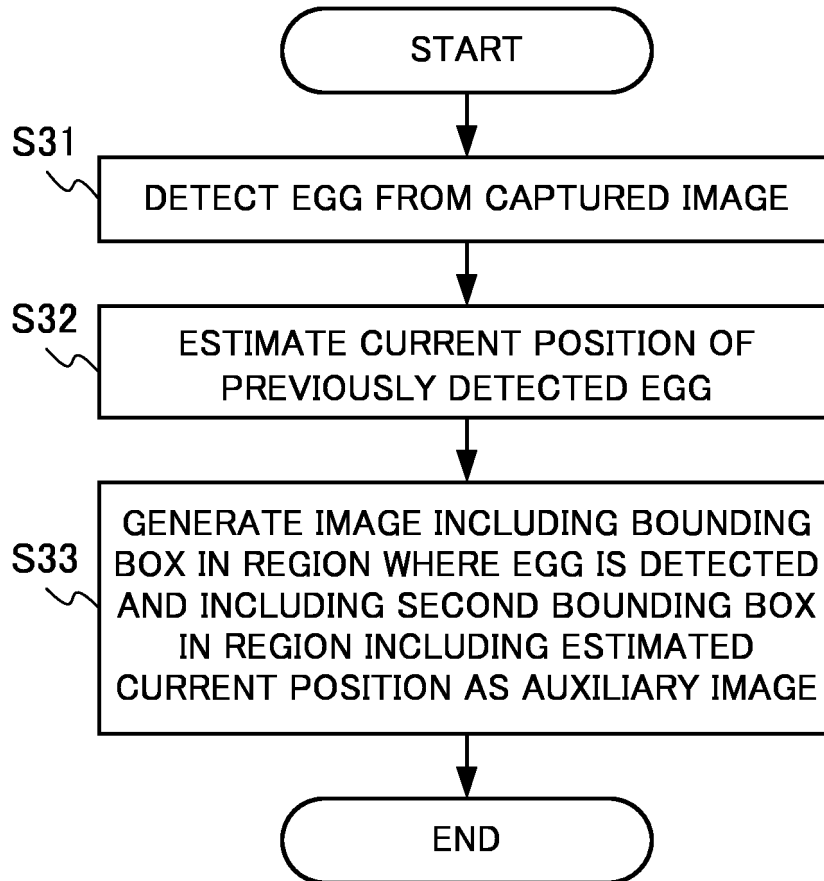 START
S31
DETECT EGG FROM CAPTURED IMAGE
S32
ESTIMATE CURRENT POSITION OF
PREVIOUSLY DETECTED EGG
S33
GENERATE IMAGE INCLUDING BOUNDING
BOX IN REGION WHERE EGG IS DETECTED
AND INCLUDING SECOND BOUNDING BOX
IN REGION INCLUDING ESTIMATED
CURRENT POSITION AS AUXILIARY IMAGE
END